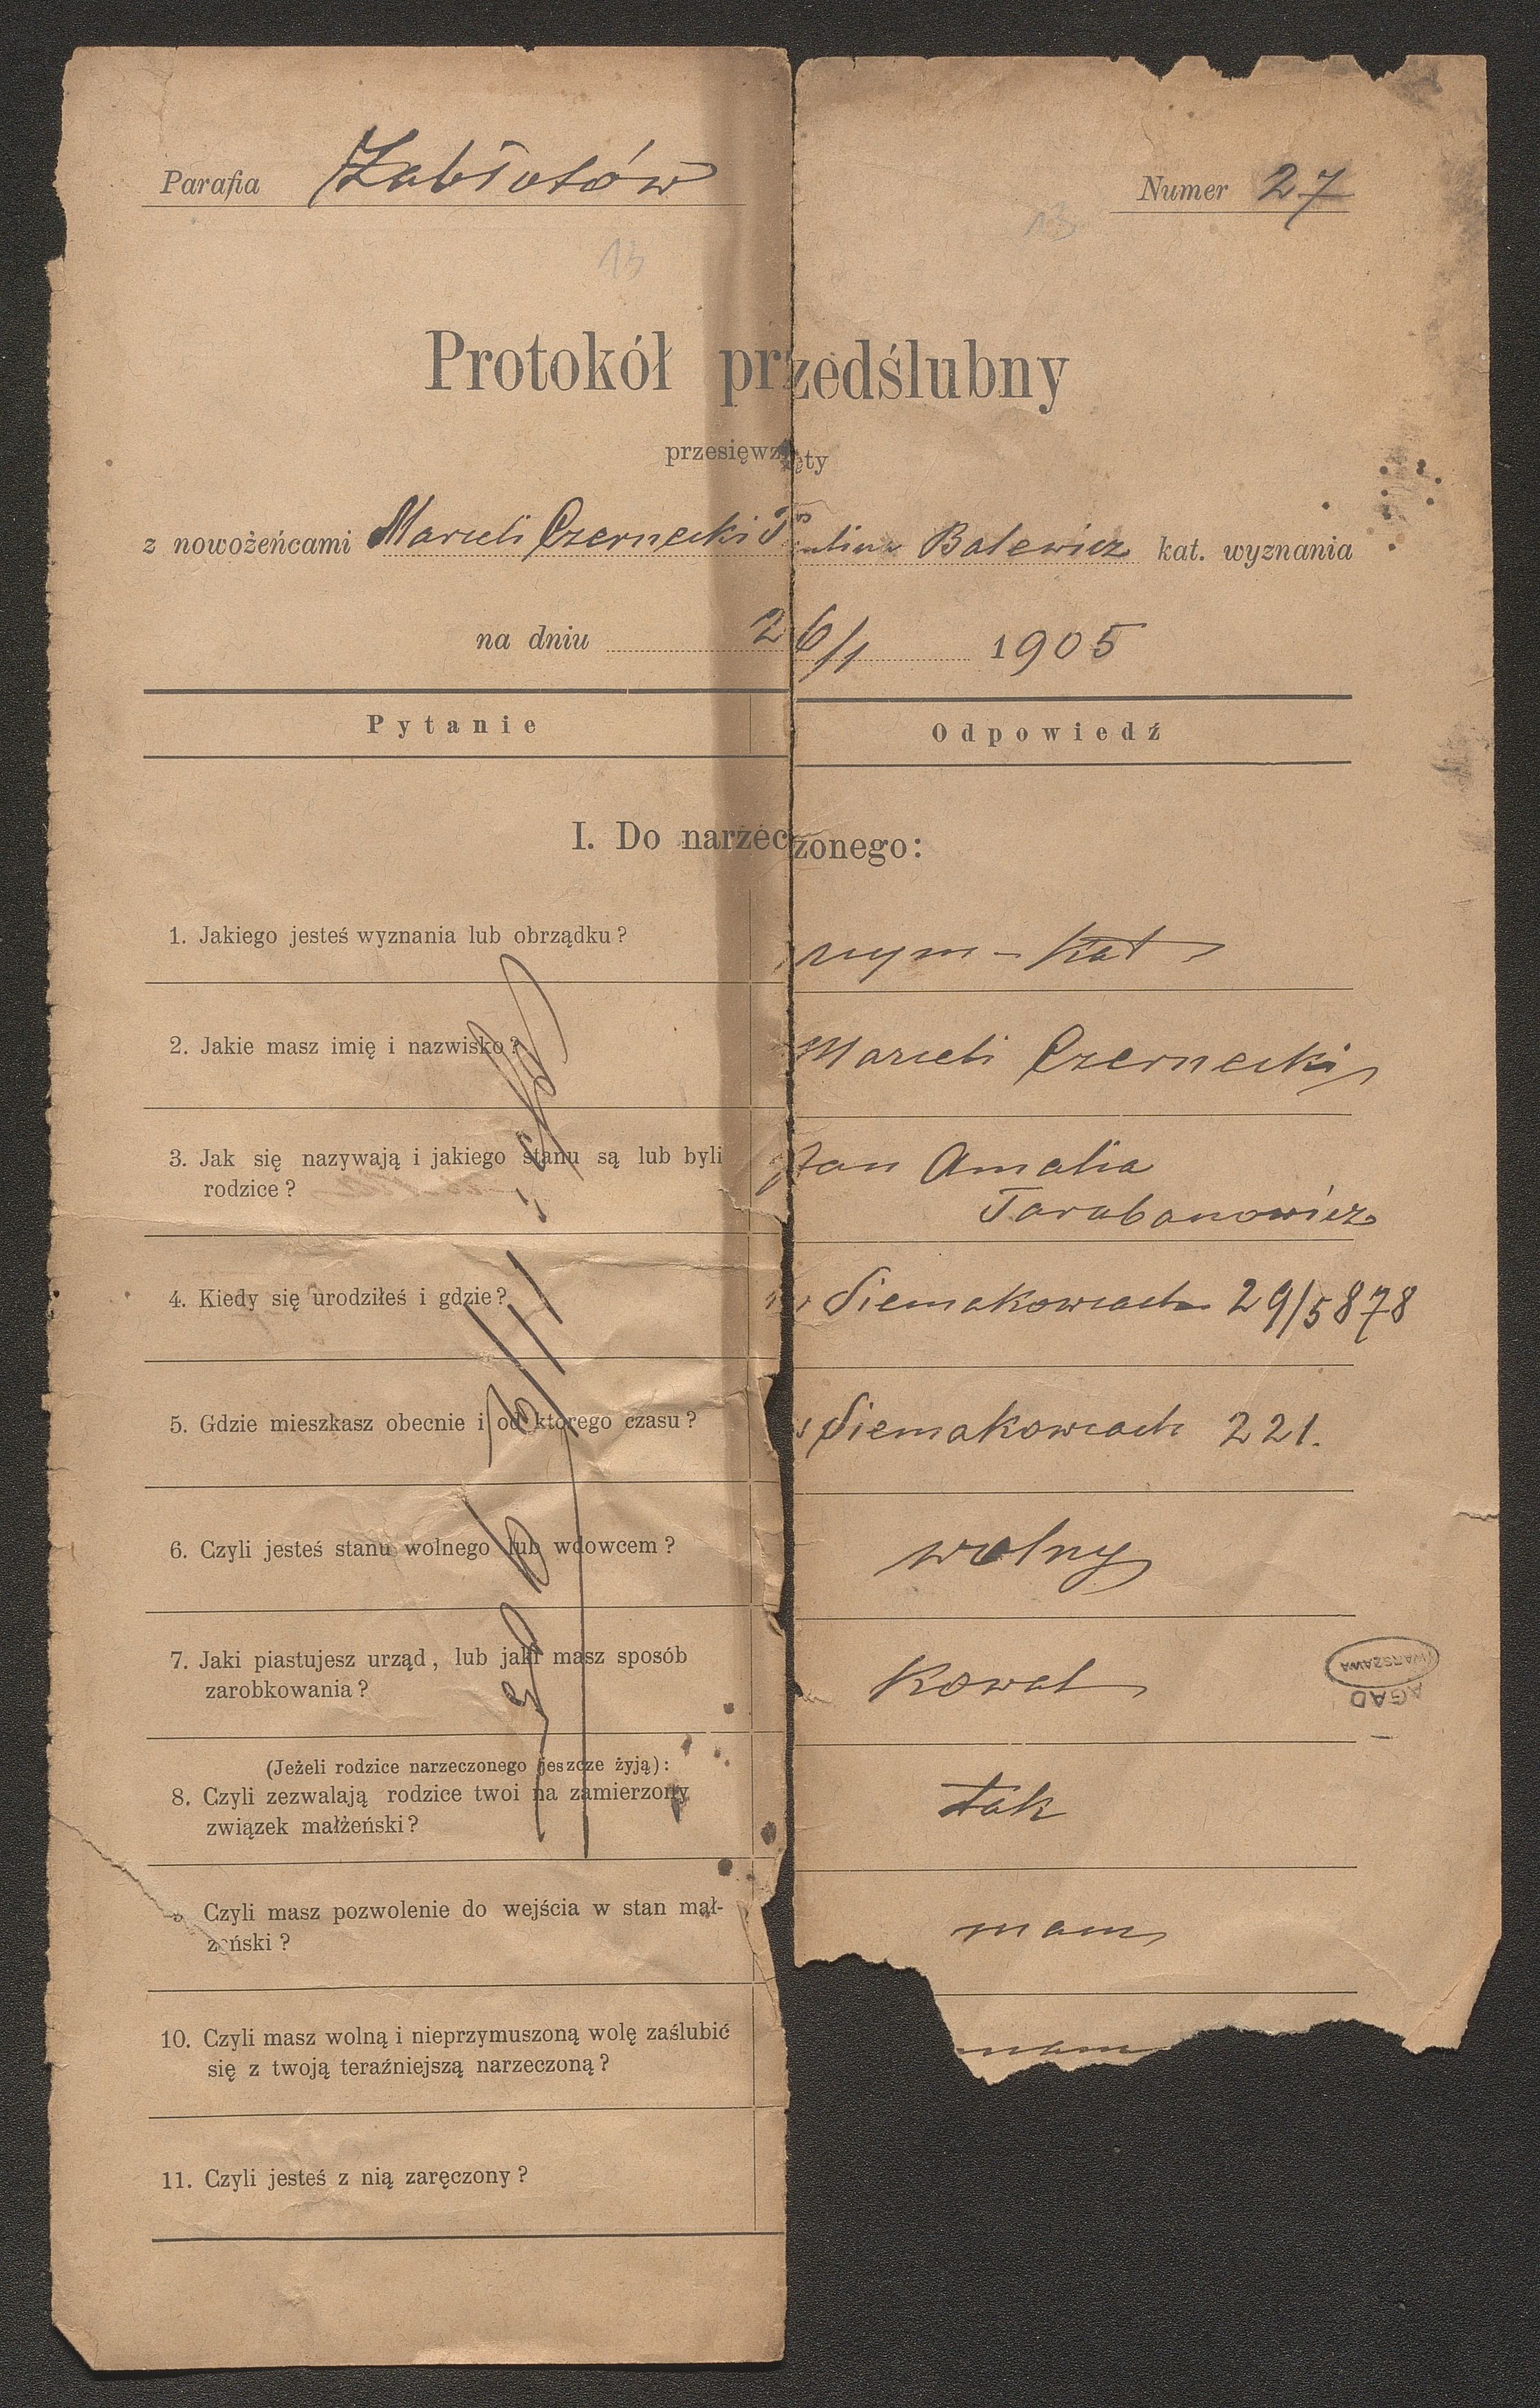 Parafia Zabłotów
Numer 27
13
13
Protokół przedślubny
przesięwzięty
z nowożeńcami Marceli Czernecki Paulina Balewicz kat. wyznania
na dniu 26/1 1905
Pytanie
Odpowiedź
I. Do narzeczonego:
1. Jakiego jesteś wyznania lub obrządku?
rzym-kat
2. Jakie masz imię i nazwisko?
Marceli Czernecki
3. Jak się nazywają i jakiego stanu są lub byli
rodzice?
Jan Amalia
Tarabanowicz
4. Kiedy się urodziłeś i gdzie?
w Siemakowcach 29/5 878
5. Gdzie mieszkasz obecnie i od którego czasu?
w Siemakowcach 221.
6. Czyli jesteś stanu wolnego lub wdowcem?
wolny
7. Jaki piastujesz urząd, lub jaki masz sposób
zarobkowania?
Kowal
AGAD
WARSZAWA
(Jeżeli rodzice narzeczonego jeszcze żyją):
8. Czyli zezwalają rodzice twoi na zamierzony
związek małżeński?
tak
Czyli masz pozwolenie do wejścia w stan mał-
żeński?
mam
10. Czyli masz wolną i nieprzymuszoną wolę zaślubić
się z twoją teraźniejszą narzeczoną?
mam
11. Czyli jesteś z nią zaręczony?